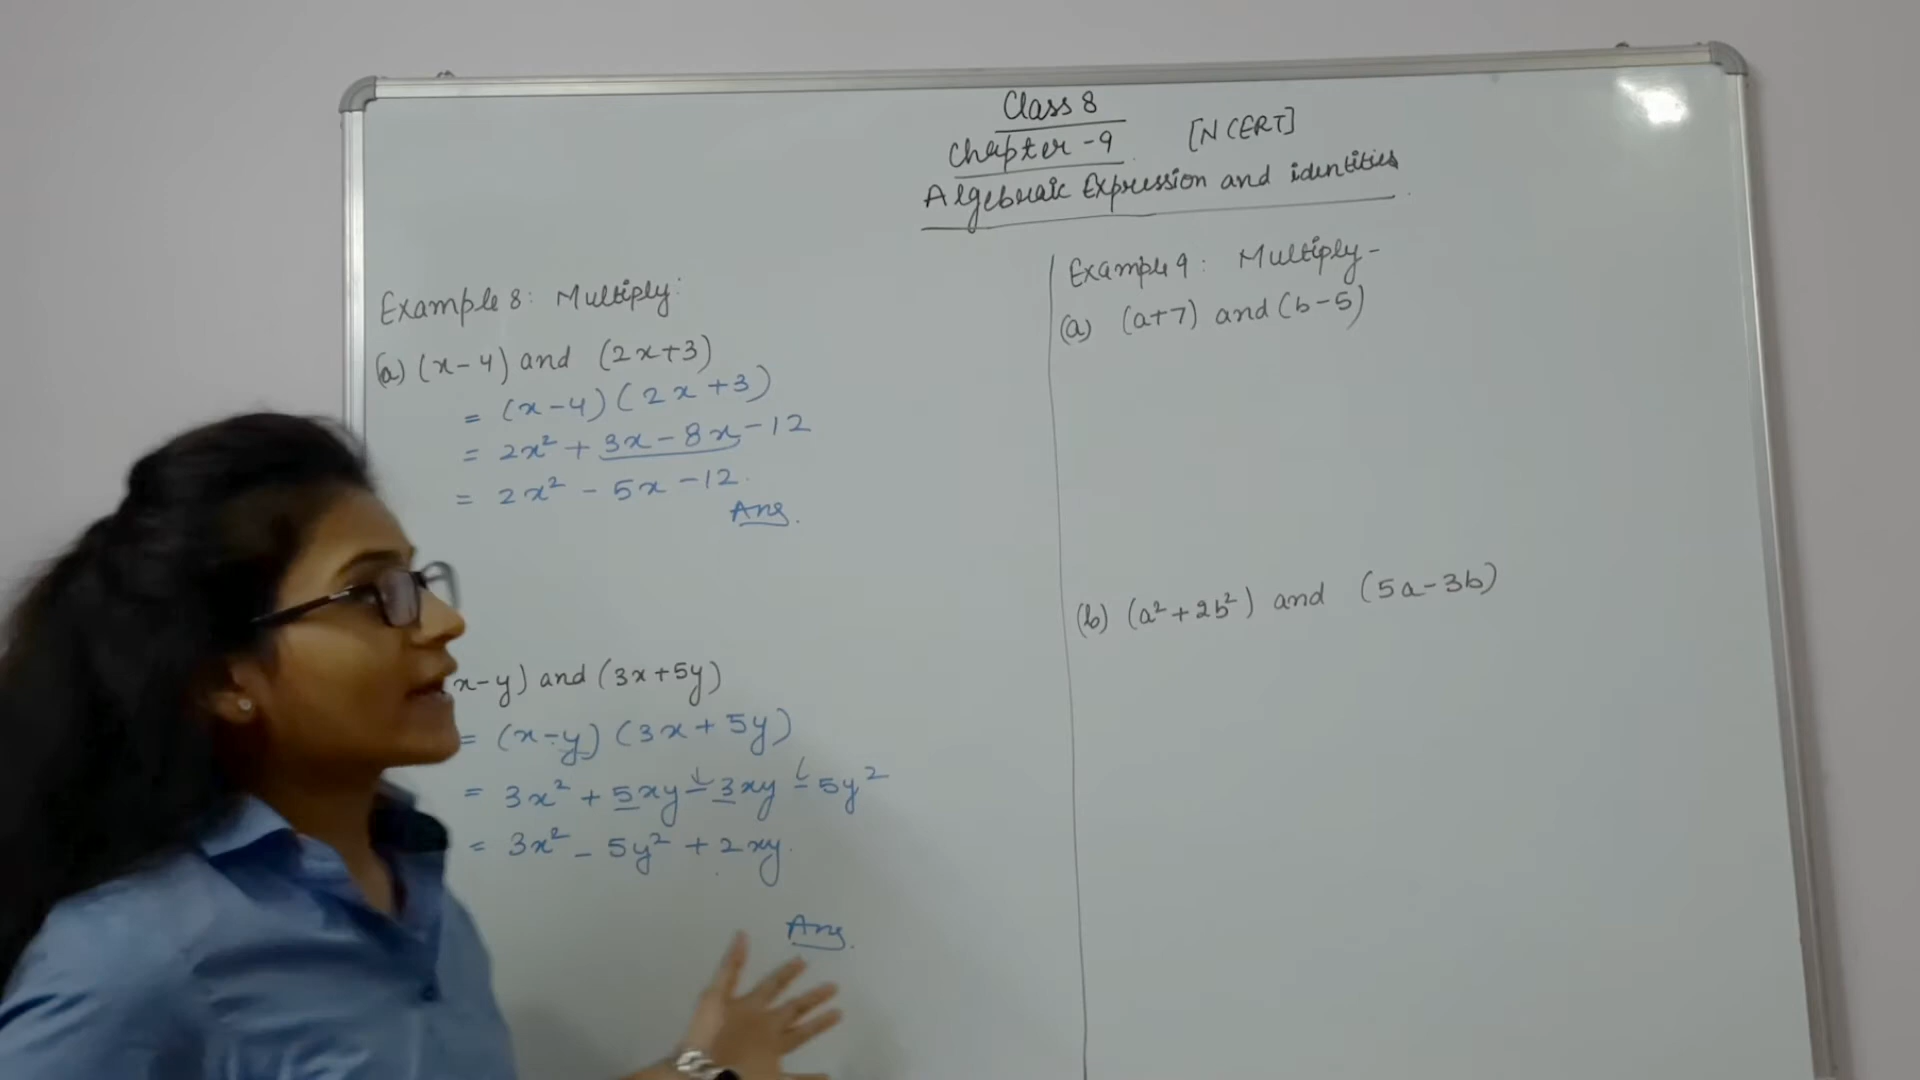 Class 8
Chapter - 9 [NCERT]
Algebraic Expression and identities
Example 8: Multiply:
(a) (x-4) and (2x+3)
= (x-4) (2x+3)
= 2x² + 3x - 8x - 12
= 2x² - 5x - 12.
Ans.
x-y) and (3x+5y)
= (x-y) (3x + 5y)
= 3x² + 5xy - 3xy - 5y²
= 3x² - 5y² + 2xy.
Ans.
Example 9: Multiply-
(a) (a+7) and (b-5)
(b) (a²+2b²) and (5a-3b)